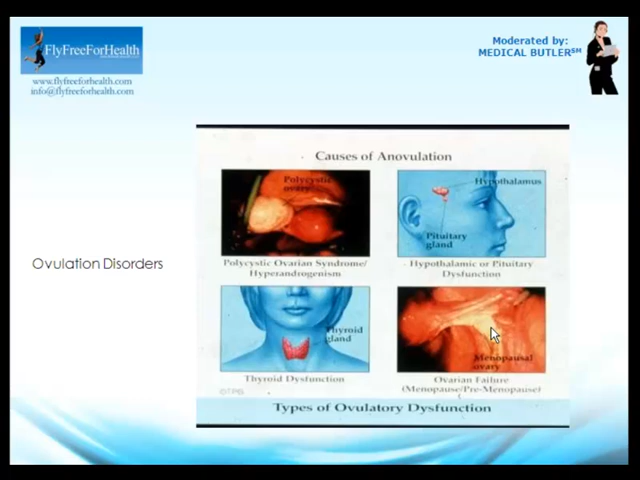 FlyFreeForHealth
www.flyfreeforhealth.com
info@flyfreeforhealth.com
Moderated by:
MEDICAL BUTLER℠
Ovulation Disorders
Causes of Anovulation
Polycystic
ovary
Hypothalamus
Pituitary
gland
Polycystic Ovarian Syndrome/
Hyperandrogenism
Hypothalamic or Pituitary
Dysfunction
Thyroid
gland
Menopausal
ovary
Thyroid Dysfunction
Ovarian Failure
(Menopause/Pre-Menopause)
Types of Ovulatory Dysfunction